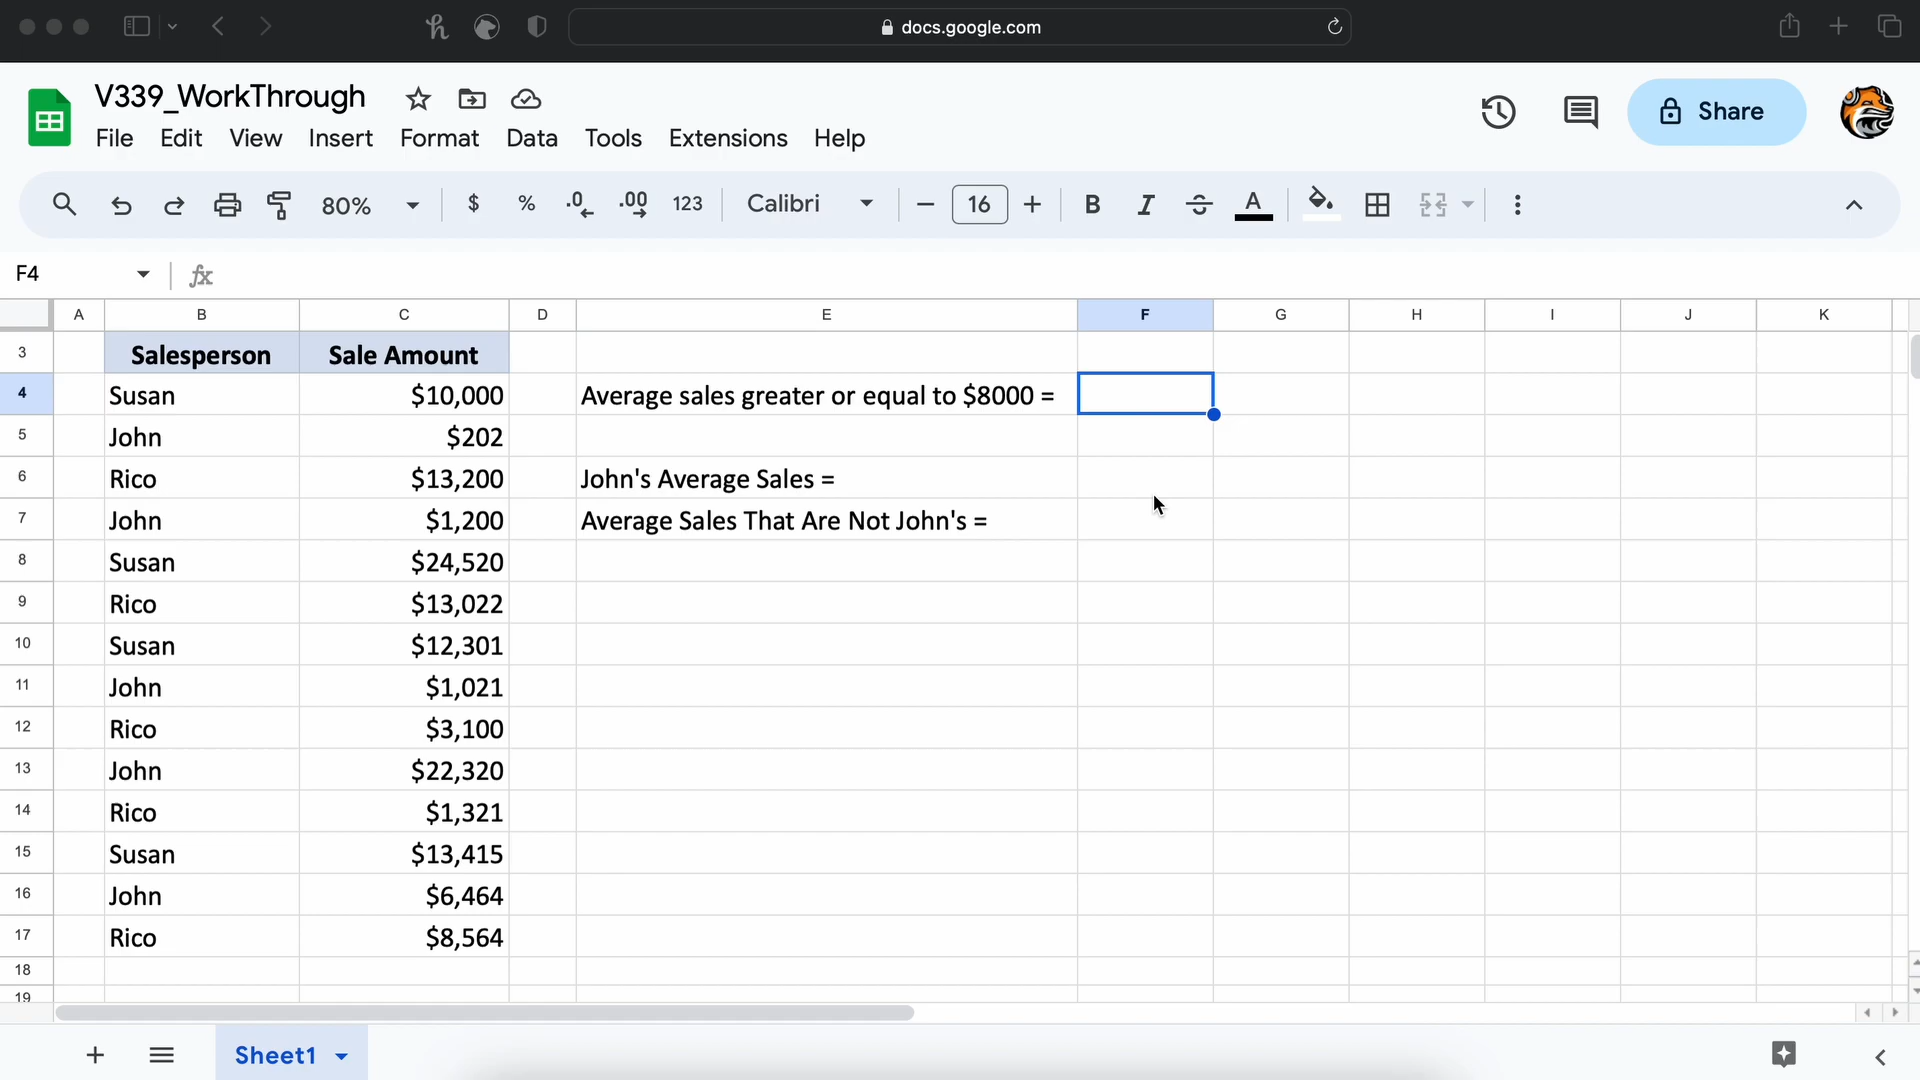 docs.google.com
V339_WorkThrough
Share
File Edit View Insert Format Data Tools Extensions Help
80% $ % .0 .00 123 Calibri 16 B I A
F4 fx
A B C D E F G H I J K
3 Salesperson Sale Amount
4 Susan $10,000 Average sales greater or equal to $8000 =
5 John $202
6 Rico $13,200 John's Average Sales =
7 John $1,200 Average Sales That Are Not John's =
8 Susan $24,520
9 Rico $13,022
10 Susan $12,301
11 John $1,021
12 Rico $3,100
13 John $22,320
14 Rico $1,321
15 Susan $13,415
16 John $6,464
17 Rico $8,564
18
19
Sheet1